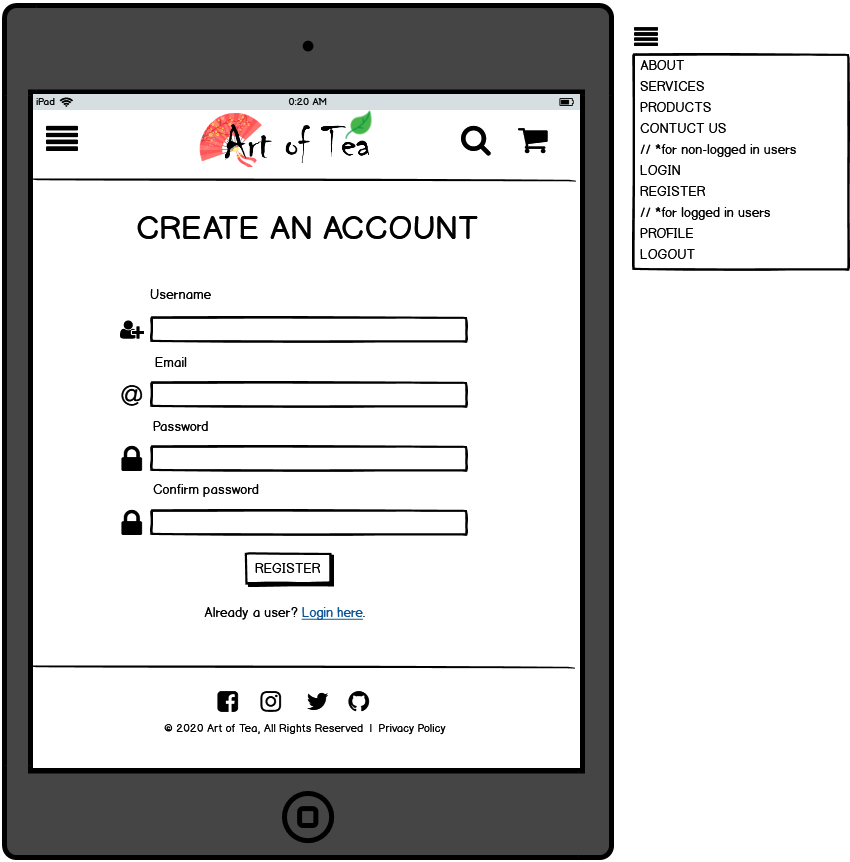 iPad 0:20 AM
Art of Tea
CREATE AN ACCOUNT
Username
Email
@
Password
Confirm password
REGISTER
Already a user? Login here.
© 2020 Art of Tea, All Rights Reserved | Privacy Policy
ABOUT
SERVICES
PRODUCTS
CONTUCT US
// *for non-logged in users
LOGIN
REGISTER
// *for logged in users
PROFILE
LOGOUT